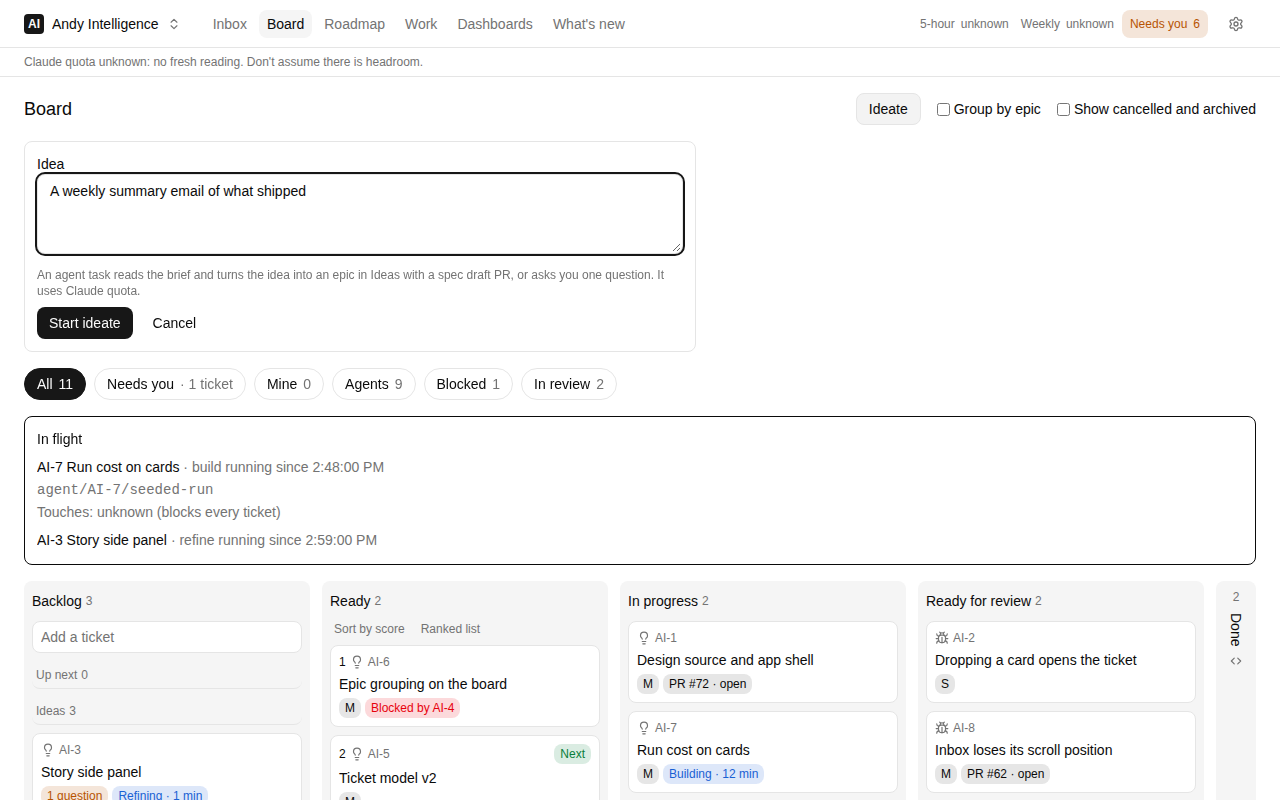 AI Andy Intelligence Inbox Board Roadmap Work Dashboards What's new 5-hour unknown Weekly unknown Needs you 6
Claude quota unknown: no fresh reading. Don't assume there is headroom.
Board Ideate Group by epic Show cancelled and archived
Idea
A weekly summary email of what shipped
An agent task reads the brief and turns the idea into an epic in Ideas with a spec draft PR, or asks you one question. It
uses Claude quota.
Start ideate Cancel
All 11 Needs you · 1 ticket Mine 0 Agents 9 Blocked 1 In review 2
In flight
AI-7 Run cost on cards · build running since 2:48:00 PM
agent/AI-7/seeded-run
Touches: unknown (blocks every ticket)
AI-3 Story side panel · refine running since 2:59:00 PM
Backlog 3
Add a ticket
Up next 0
Ideas 3
AI-3
Story side panel
1 question Refining · 1 min
Ready 2
Sort by score Ranked list
1 AI-6
Epic grouping on the board
M Blocked by AI-4
2 AI-5 Next
Ticket model v2
M
In progress 2
AI-1
Design source and app shell
M PR #72 · open
AI-7
Run cost on cards
M Building · 12 min
Ready for review 2
AI-2
Dropping a card opens the ticket
S
AI-8
Inbox loses its scroll position
M PR #62 · open
2
Done